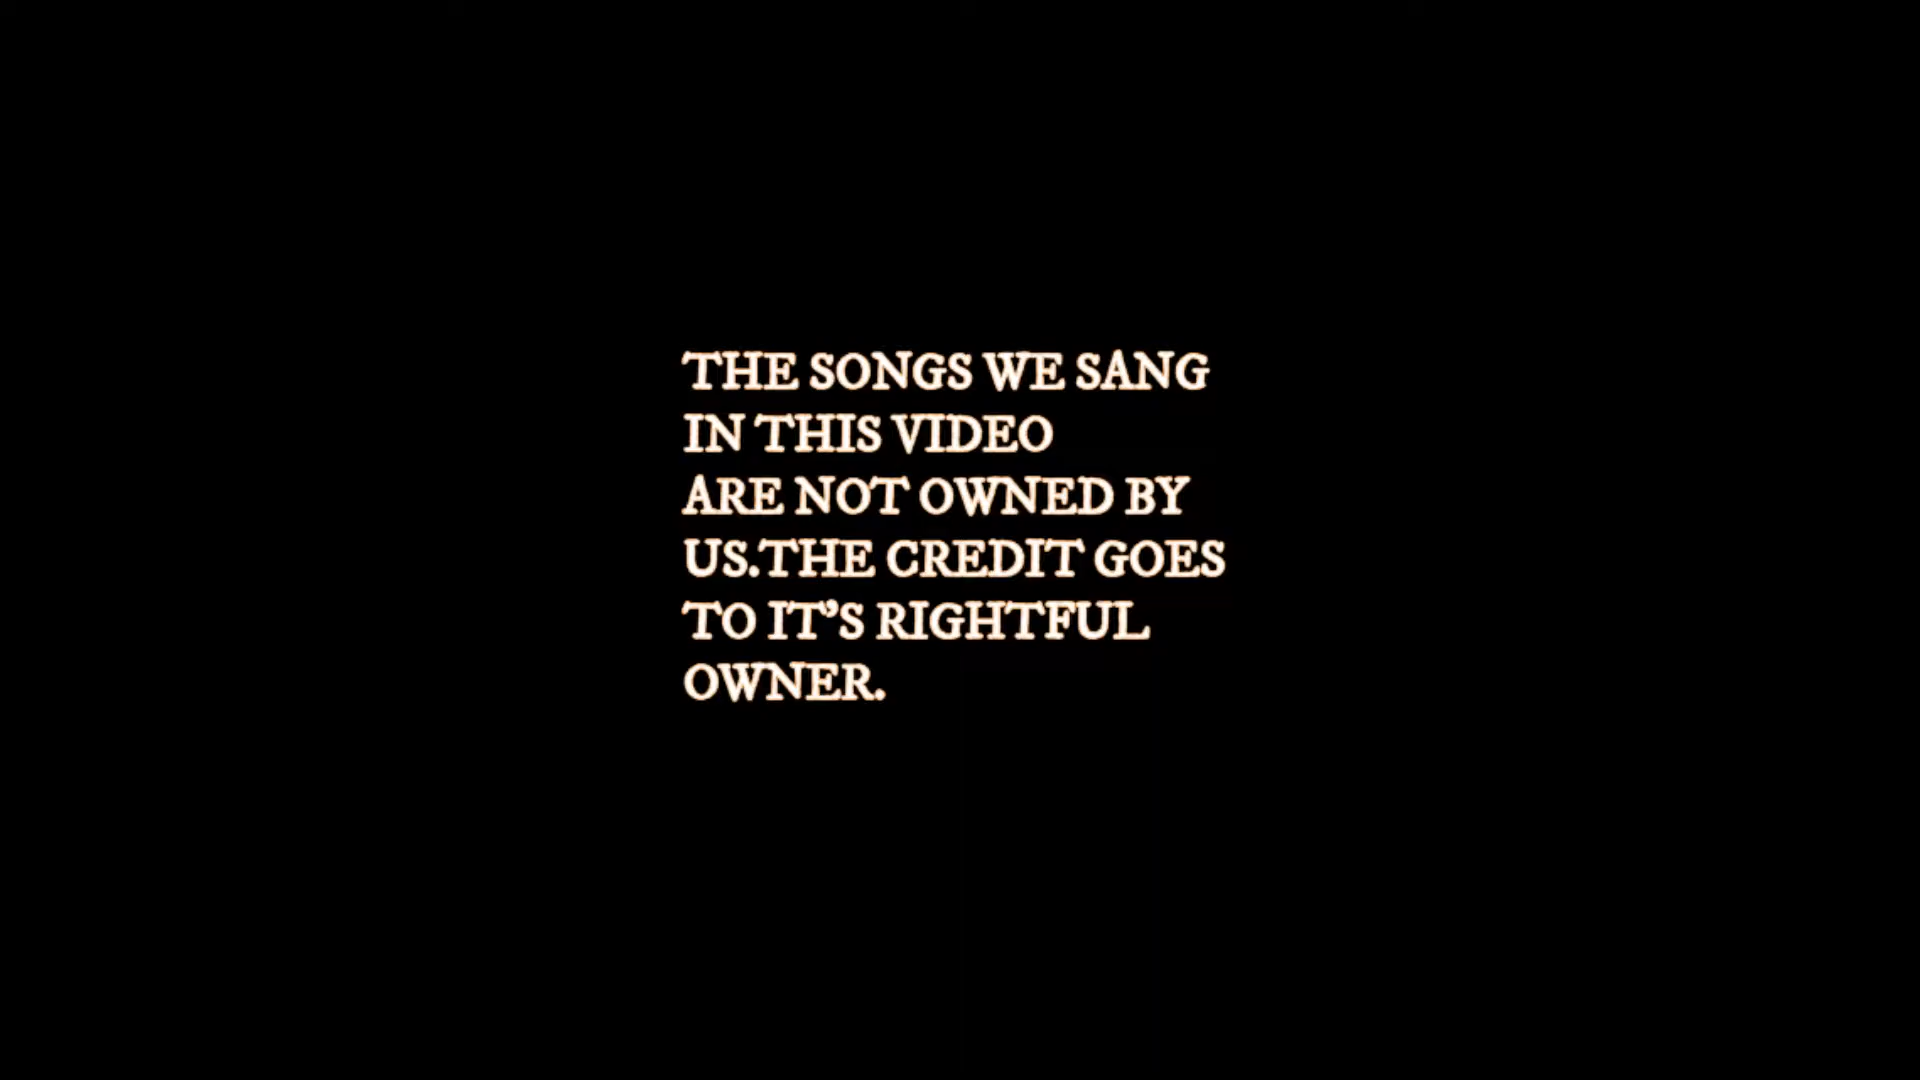 THE SONGS WE SANG
IN THIS VIDEO
ARE NOT OWNED BY
US.THE CREDIT GOES
TO IT'S RIGHTFUL
OWNER.